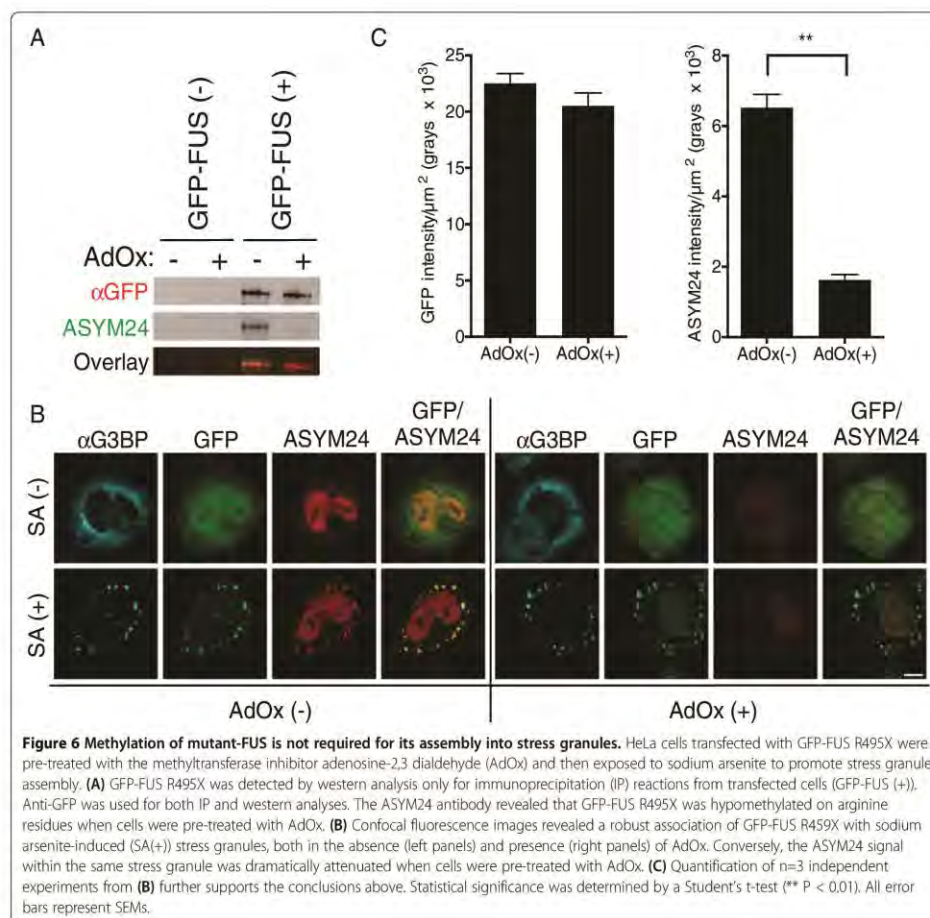 A
GFP-FUS (-)
GFP-FUS (+)
AdOx: - + - +
αGFP
ASYM24
Overlay
C
25
20
15
10
5
0
GFP intensity/µm² (grays x 10³)
AdOx(-) AdOx(+)
**
8
6
4
2
0
ASYM24 intensity/µm² (grays x 10³)
AdOx(-) AdOx(+)
B
αG3BP GFP ASYM24 GFP/ASYM24 αG3BP GFP ASYM24 GFP/ASYM24
SA (-)
SA (+)
AdOx (-) AdOx (+)
Figure 6 Methylation of mutant-FUS is not required for its assembly into stress granules. HeLa cells transfected with GFP-FUS R495X were
pre-treated with the methyltransferase inhibitor adenosine-2,3 dialdehyde (AdOx) and then exposed to sodium arsenite to promote stress granule
assembly. (A) GFP-FUS R495X was detected by western analysis only for immunoprecipitation (IP) reactions from transfected cells (GFP-FUS (+)).
Anti-GFP was used for both IP and western analyses. The ASYM24 antibody revealed that GFP-FUS R495X was hypomethylated on arginine
residues when cells were pre-treated with AdOx. (B) Confocal fluorescence images revealed a robust association of GFP-FUS R459X with sodium
arsenite-induced (SA(+)) stress granules, both in the absence (left panels) and presence (right panels) of AdOx. Conversely, the ASYM24 signal
within the same stress granule was dramatically attenuated when cells were pre-treated with AdOx. (C) Quantification of n=3 independent
experiments from (B) further supports the conclusions above. Statistical significance was determined by a Student's t-test (** P < 0.01). All error
bars represent SEMs.